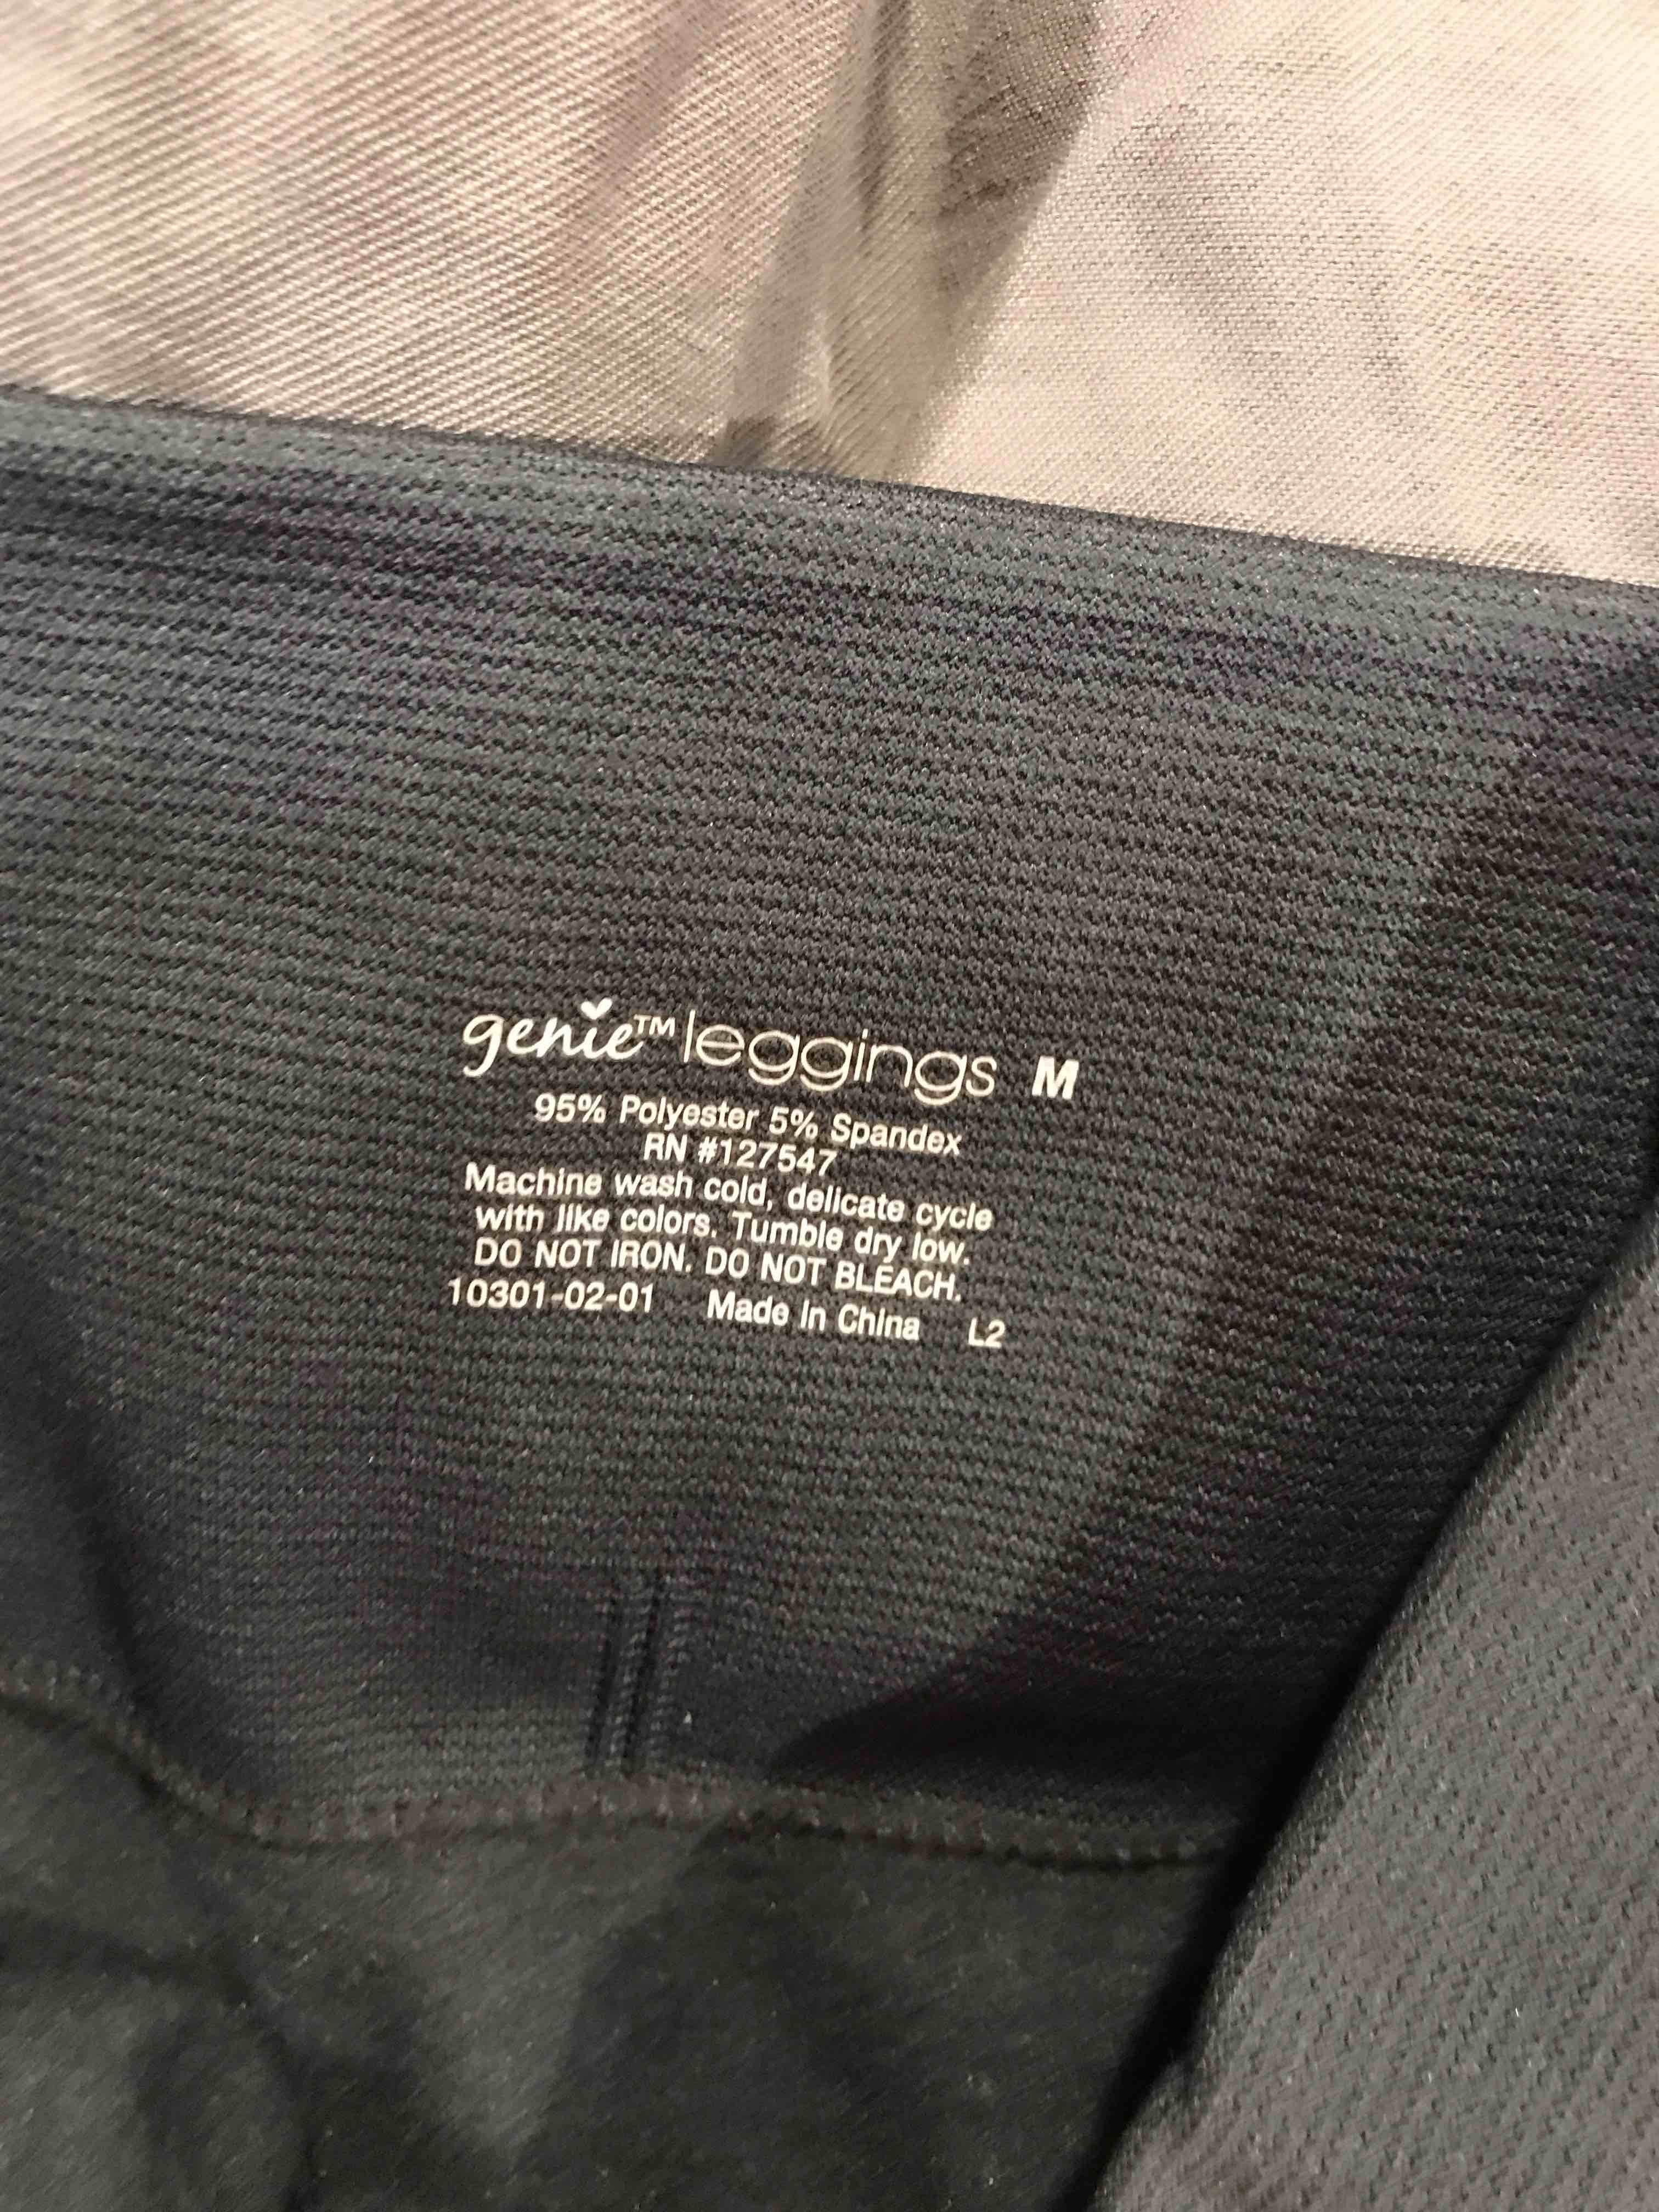 genie™ leggings M
95% Polyester 5% Spandex
RN #127547
Machine wash cold, delicate cycle
with like colors. Tumble dry low.
DO NOT IRON. DO NOT BLEACH.
10301-02-01 Made in China L2